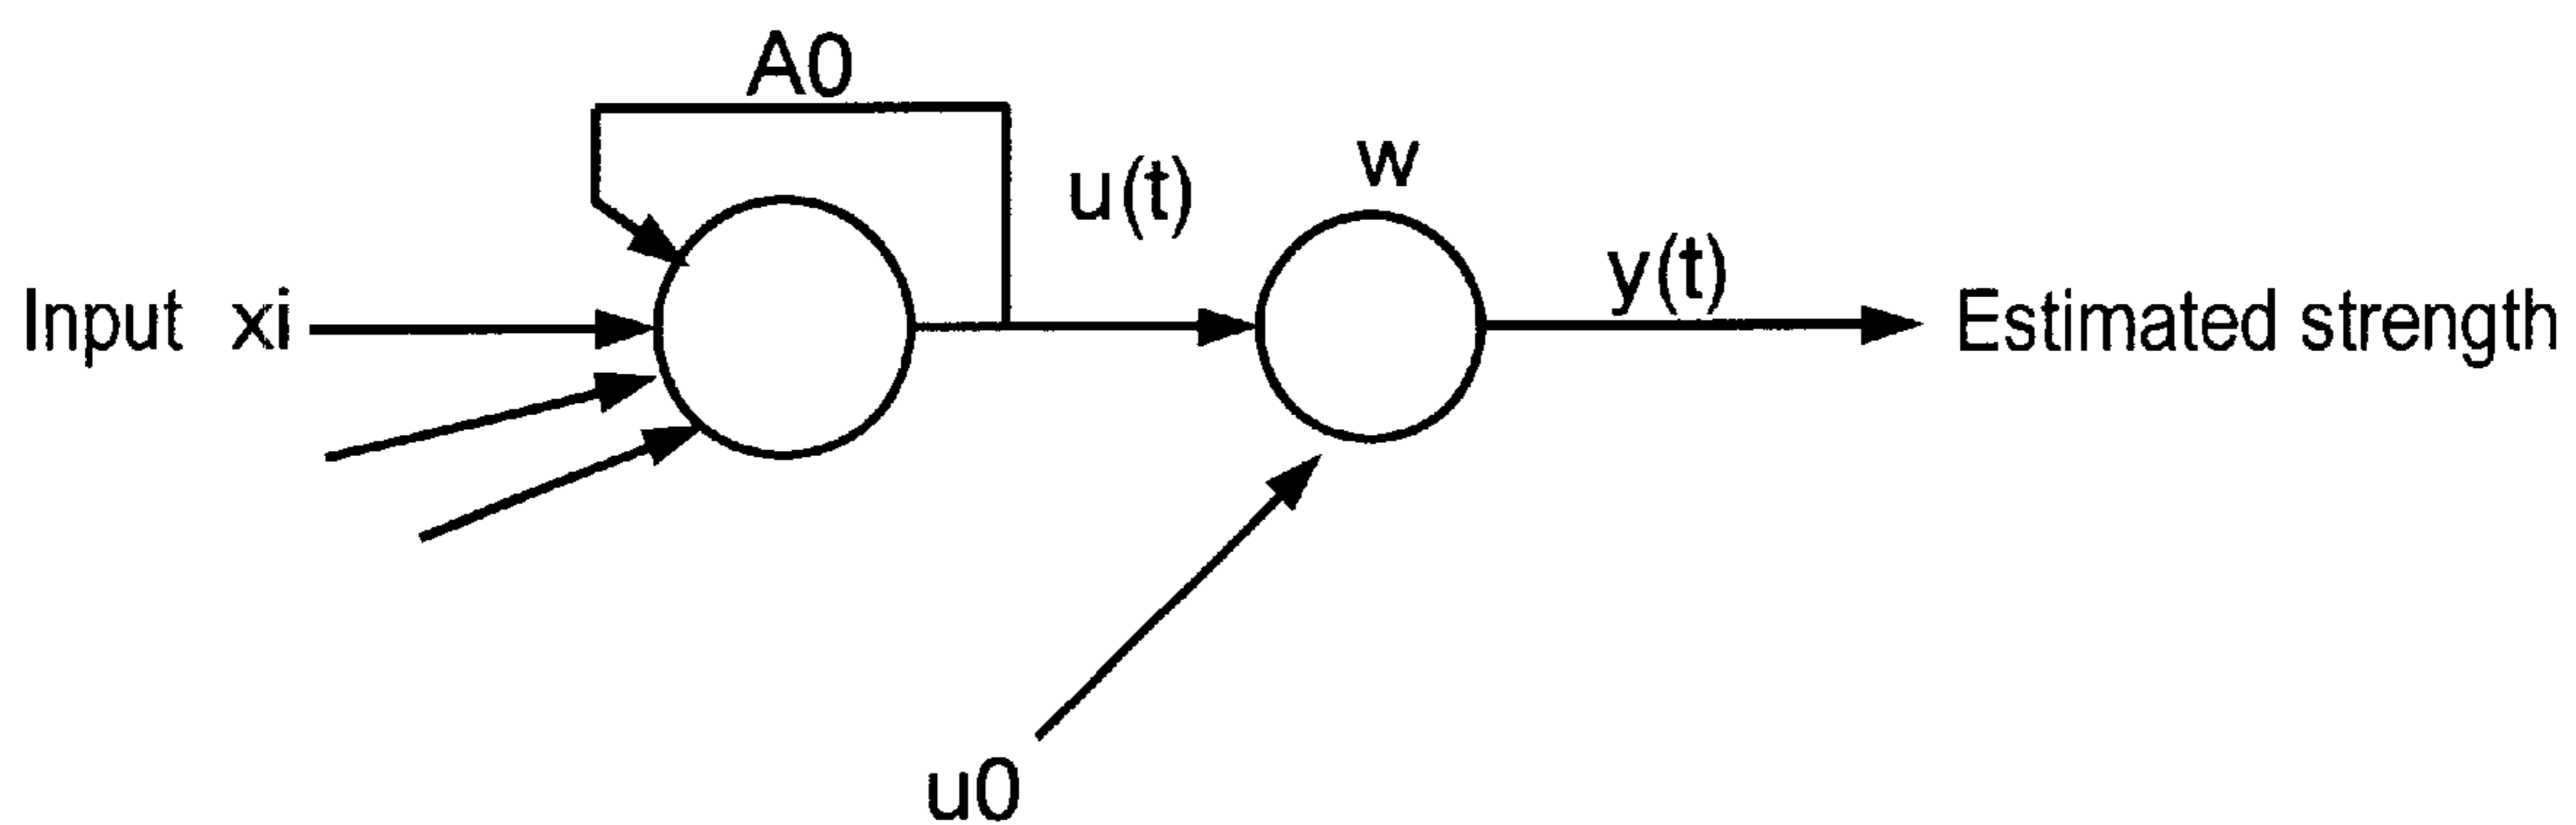 A0
u(t)
w
y(t)
Input xi
Estimated strength
u0